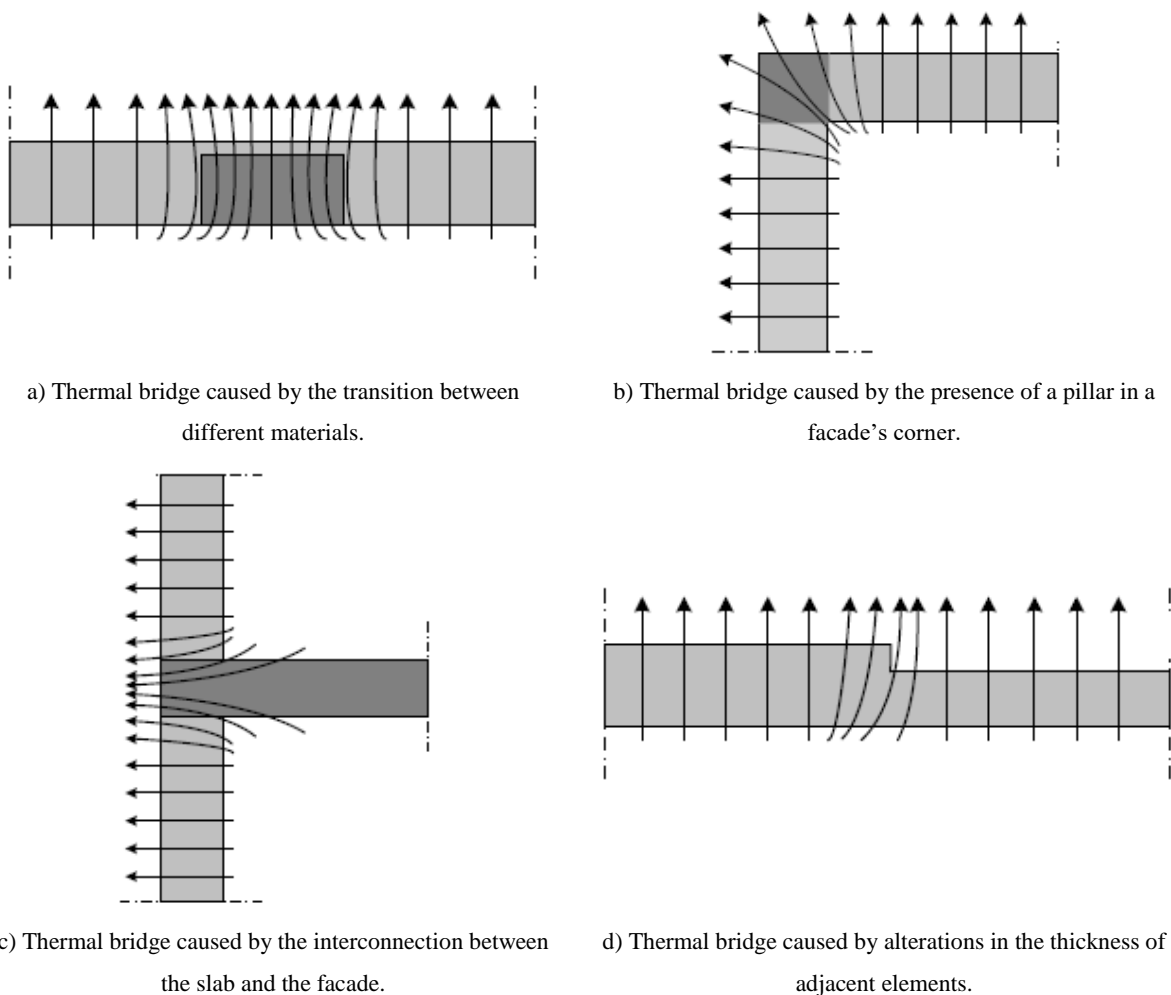 a) Thermal bridge caused by the transition between
different materials.
b) Thermal bridge caused by the presence of a pillar in a
facade’s corner.
c) Thermal bridge caused by the interconnection between
the slab and the facade.
d) Thermal bridge caused by alterations in the thickness of
adjacent elements.